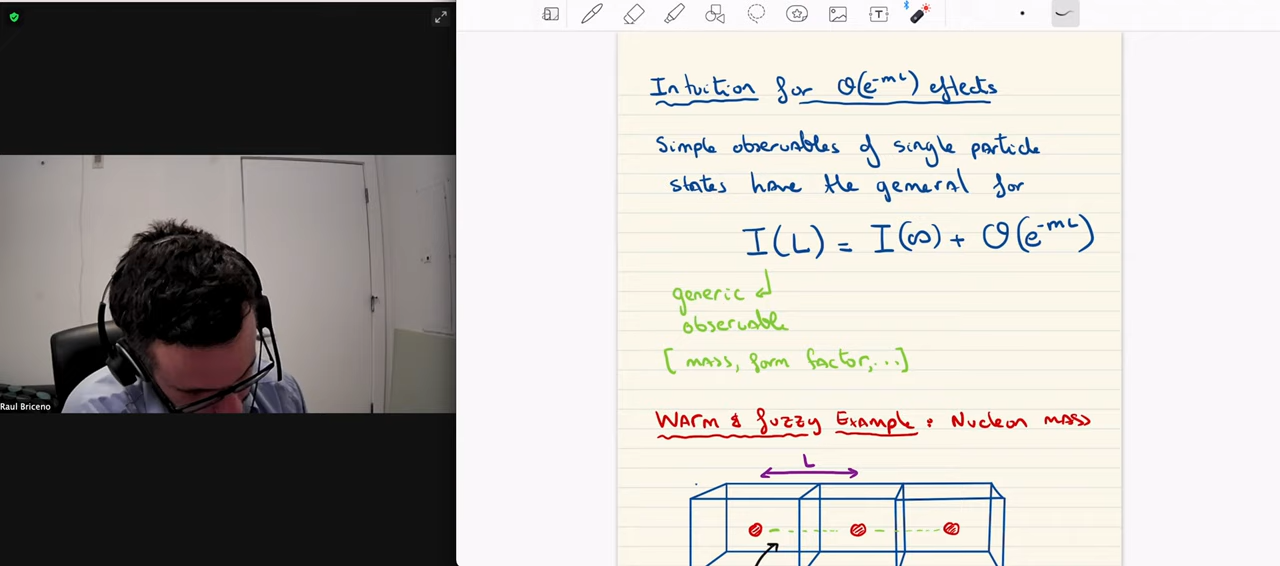 Intuition for O(e^-mL) effects
Simple observables of single particle
states have the general for
I(L) = I(∞) + O(e^-mL)
generic
observable
[mass, form factor,...]
Warm & fuzzy Example: Nucleon mass
L
Raul Briceno
T